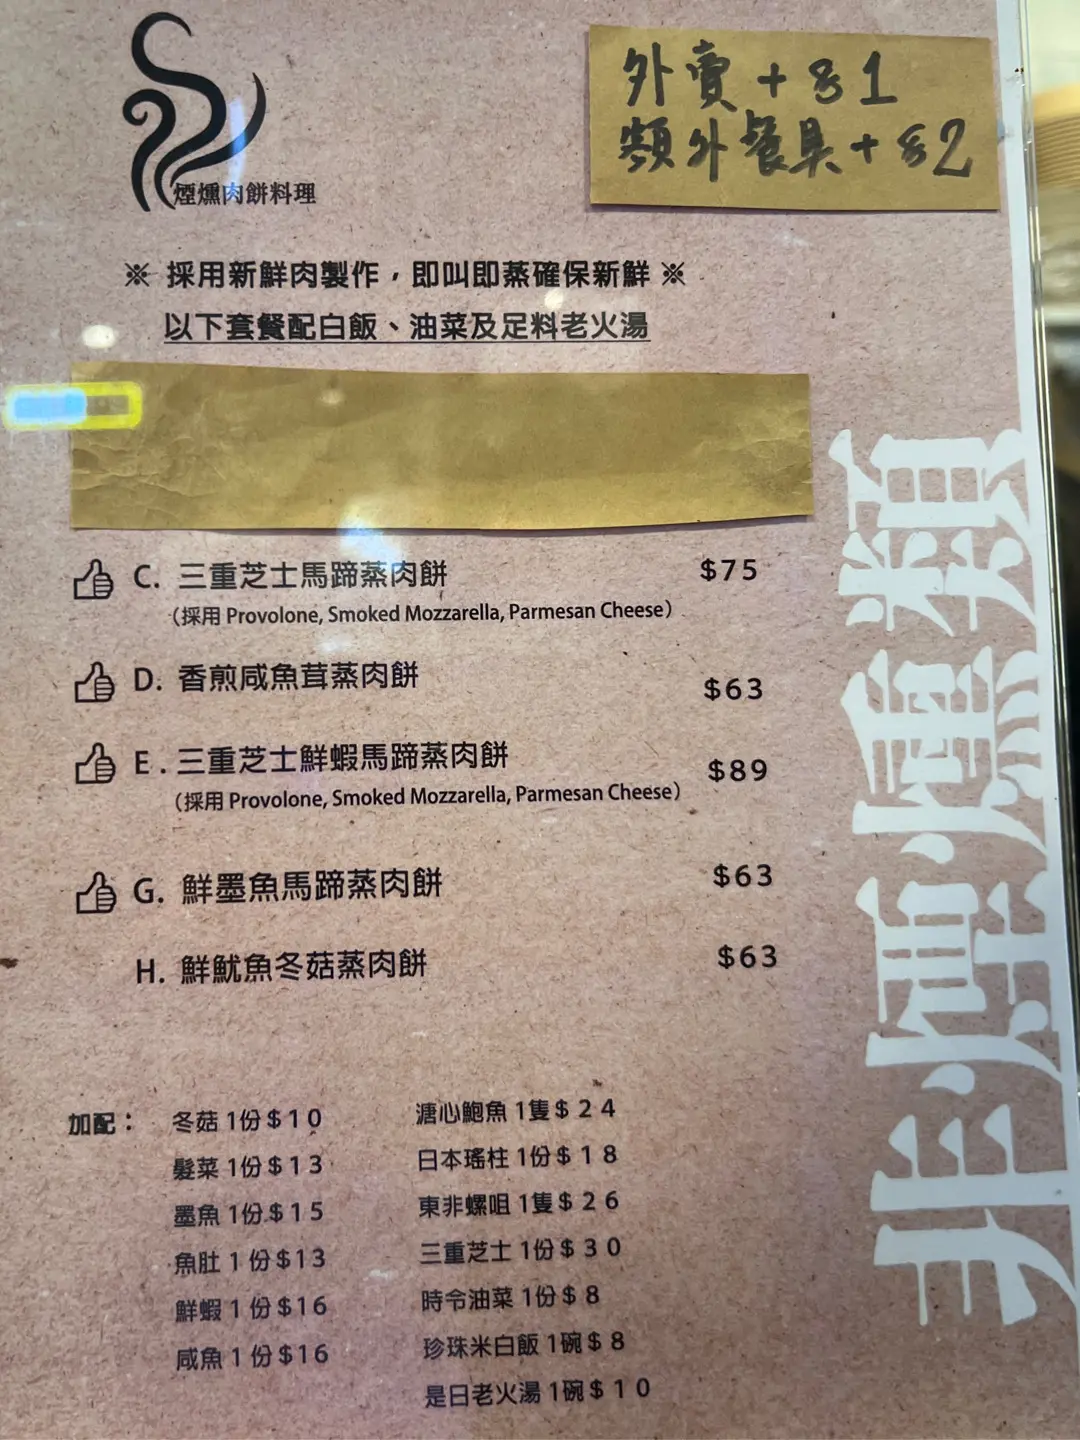 煙燻肉餅料理
外賣+$1
額外餐具+$2
※ 採用新鮮肉製作，即叫即蒸確保新鮮 ※
以下套餐配白飯、油菜及足料老火湯
C. 三重芝士馬蹄蒸肉餅 $75
（採用 Provolone, Smoked Mozzarella, Parmesan Cheese）
D. 香煎咸魚茸蒸肉餅 $63
E. 三重芝士鮮蝦馬蹄蒸肉餅 $89
（採用 Provolone, Smoked Mozzarella, Parmesan Cheese）
G. 鮮墨魚馬蹄蒸肉餅 $63
H. 鮮魷魚冬菇蒸肉餅 $63
非煙燻類
加配：
冬菇 1份 $10
髮菜 1份 $13
墨魚 1份 $15
魚肚 1份 $13
鮮蝦 1份 $16
咸魚 1份 $16
溏心鮑魚 1隻 $24
日本瑤柱 1份 $18
東非螺咀 1隻 $26
三重芝士 1份 $30
時令油菜 1份 $8
珍珠米白飯 1碗 $8
是日老火湯 1碗 $10